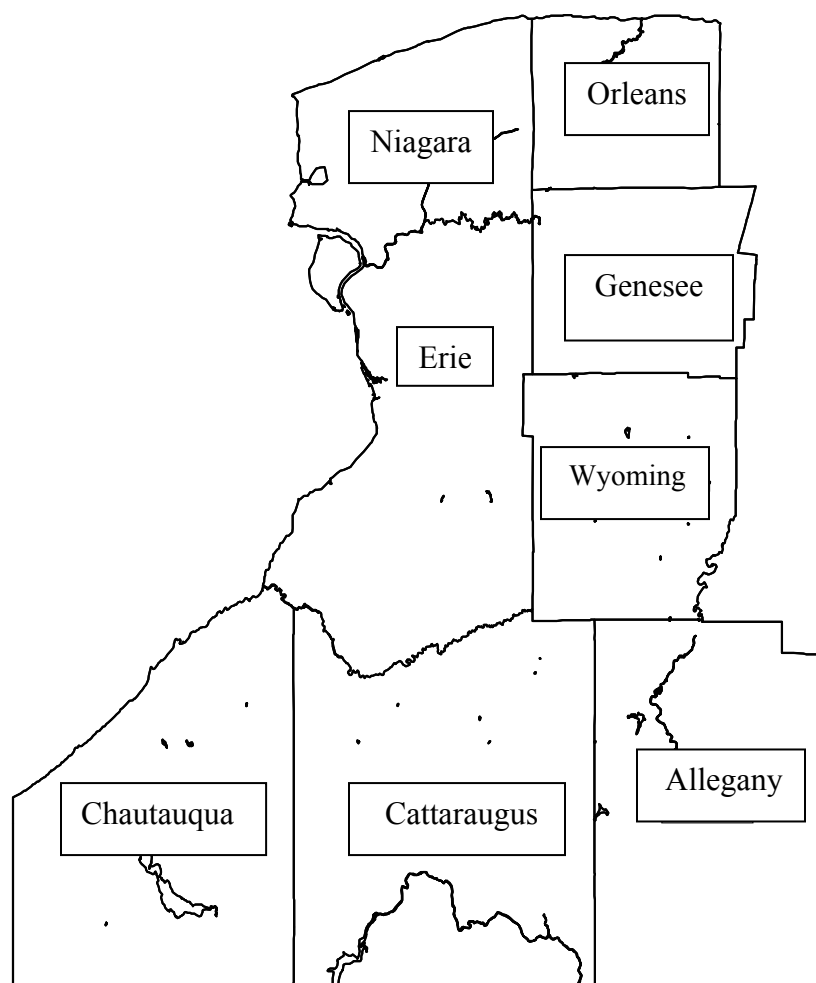 Orleans
Niagara
Genesee
Erie
Wyoming
Allegany
Chautauqua
Cattaraugus